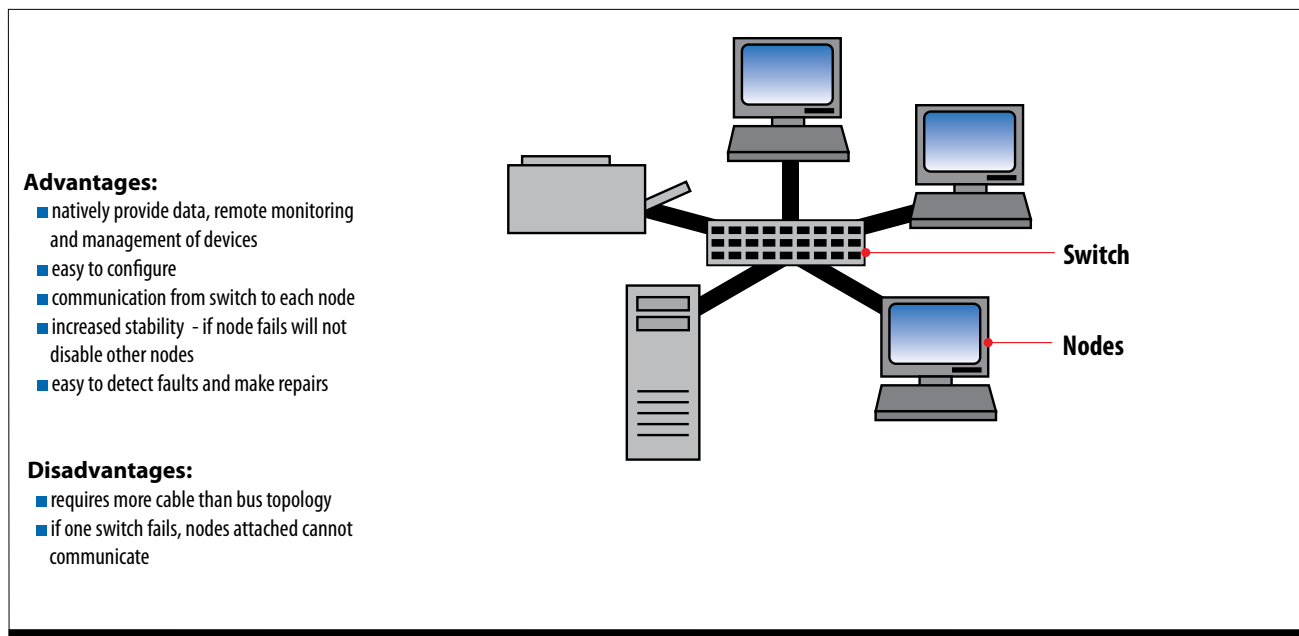 Advantages:
natively provide data, remote monitoring
and management of devices
easy to configure
communication from switch to each node
increased stability - if node fails will not
disable other nodes
easy to detect faults and make repairs
Disadvantages:
requires more cable than bus topology
if one switch fails, nodes attached cannot
communicate
Switch
Nodes